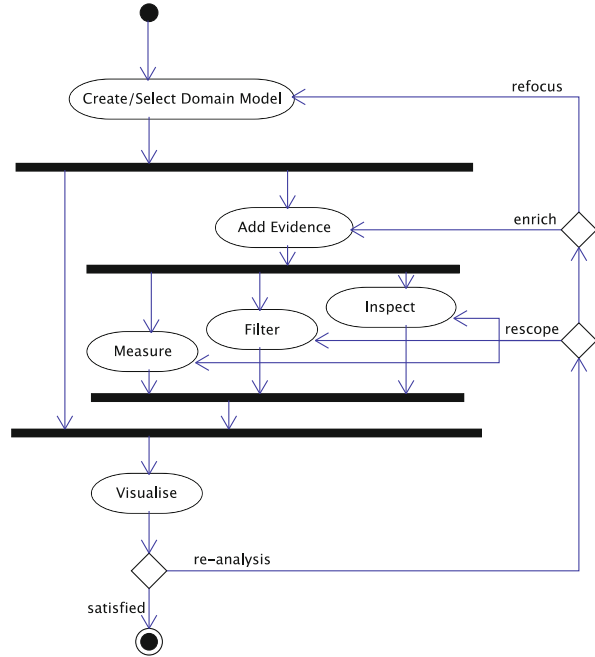 refocus
Create/Select Domain Model
enrich
Add Evidence
Inspect
Filter
rescope
Measure
Visualise
re-analysis
satisfied